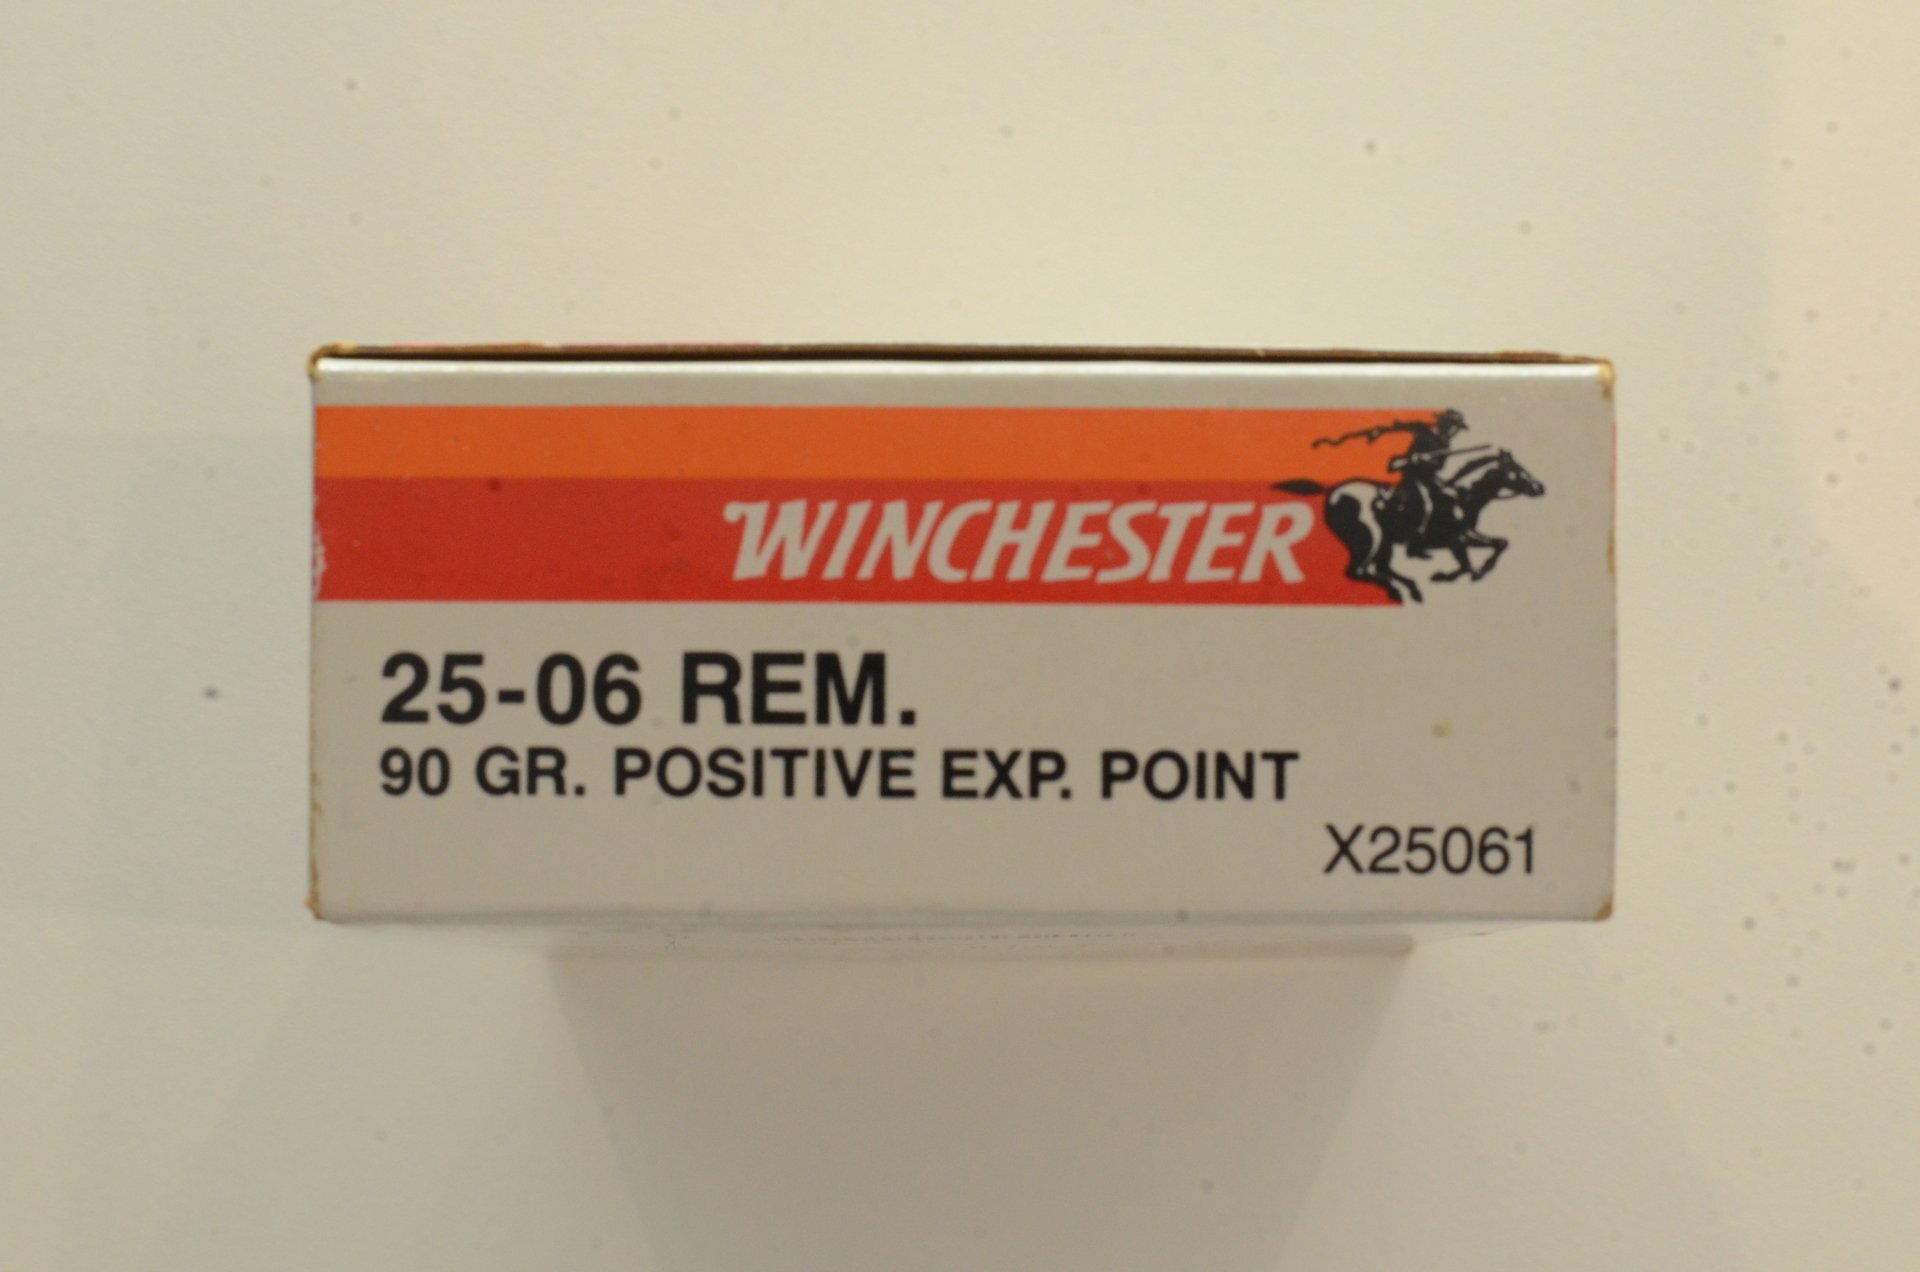 WINCHESTER
25-06 REM.
90 GR. POSITIVE EXP. POINT
X25061